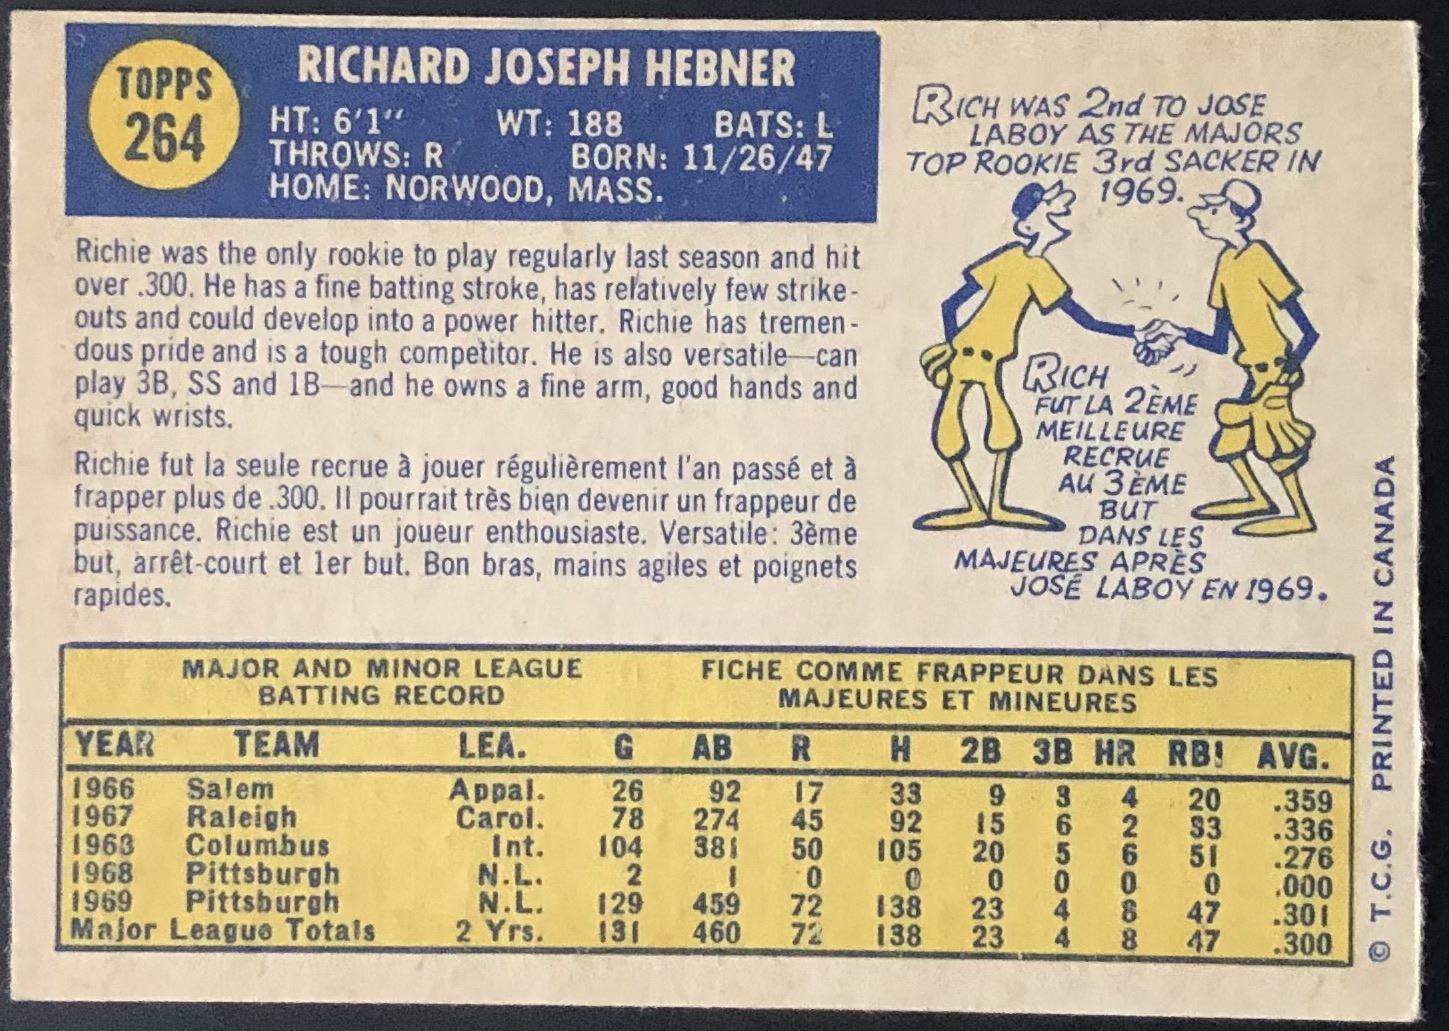 TOPPS
264
RICHARD JOSEPH HEBNER
HT: 6'1" WT: 188 BATS: L
THROWS: R BORN: 11/26/47
HOME: NORWOOD, MASS.
Richie was the only rookie to play regularly last season and hit
over .300. He has a fine batting stroke, has relatively few strike-
outs and could develop into a power hitter. Richie has tremen-
dous pride and is a tough competitor. He is also versatile—can
play 3B, SS and 1B—and he owns a fine arm, good hands and
quick wrists.
Richie fut la seule recrue à jouer régulièrement l'an passé et à
frapper plus de .300. Il pourrait très bien devenir un frappeur de
puissance. Richie est un joueur enthousiaste. Versatile: 3ème
but, arrêt-court et 1er but. Bon bras, mains agiles et poignets
rapides.
RICH WAS 2nd TO JOSE
LABOY AS THE MAJORS
TOP ROOKIE 3rd SACKER IN
1969.
RICH
FUT LA 2ÈME
MEILLEURE
RECRUE
AU 3ÈME
BUT
DANS LES
MAJEURES APRÈS
JOSÉ LABOY EN 1969.
MAJOR AND MINOR LEAGUE
BATTING RECORD
FICHE COMME FRAPPEUR DANS LES
MAJEURES ET MINEURES
YEAR TEAM LEA. G AB R H 2B 3B HR RBI AVG.
1966 Salem Appal. 26 92 17 33 9 3 4 20 .359
1967 Raleigh Carol. 78 274 45 92 15 6 2 33 .336
1968 Columbus Int. 104 381 50 105 20 5 6 51 .276
1968 Pittsburgh N.L. 2 1 0 0 0 0 0 0 .000
1969 Pittsburgh N.L. 129 459 72 138 23 4 8 47 .301
Major League Totals 2 Yrs. 131 460 72 138 23 4 8 47 .300
© T.C.G. PRINTED IN CANADA